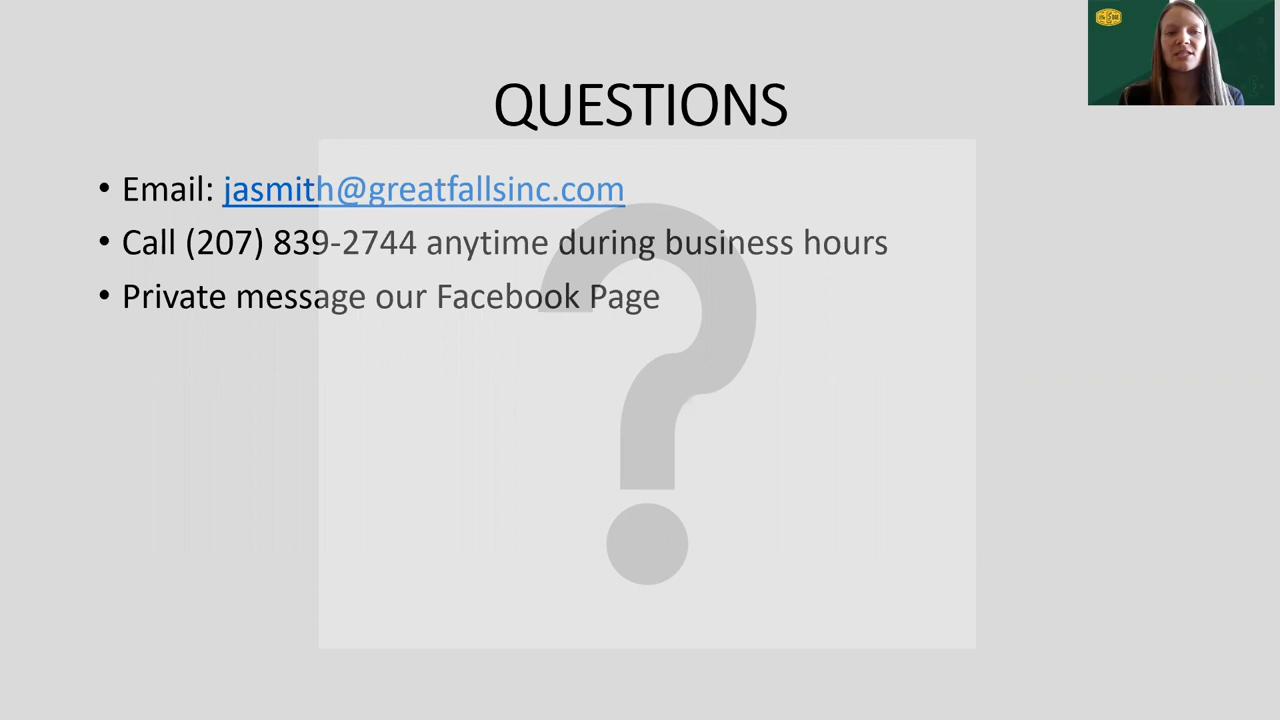 QUESTIONS
• Email: jasmith@greatfallsinc.com
• Call (207) 839-2744 anytime during business hours
• Private message our Facebook Page